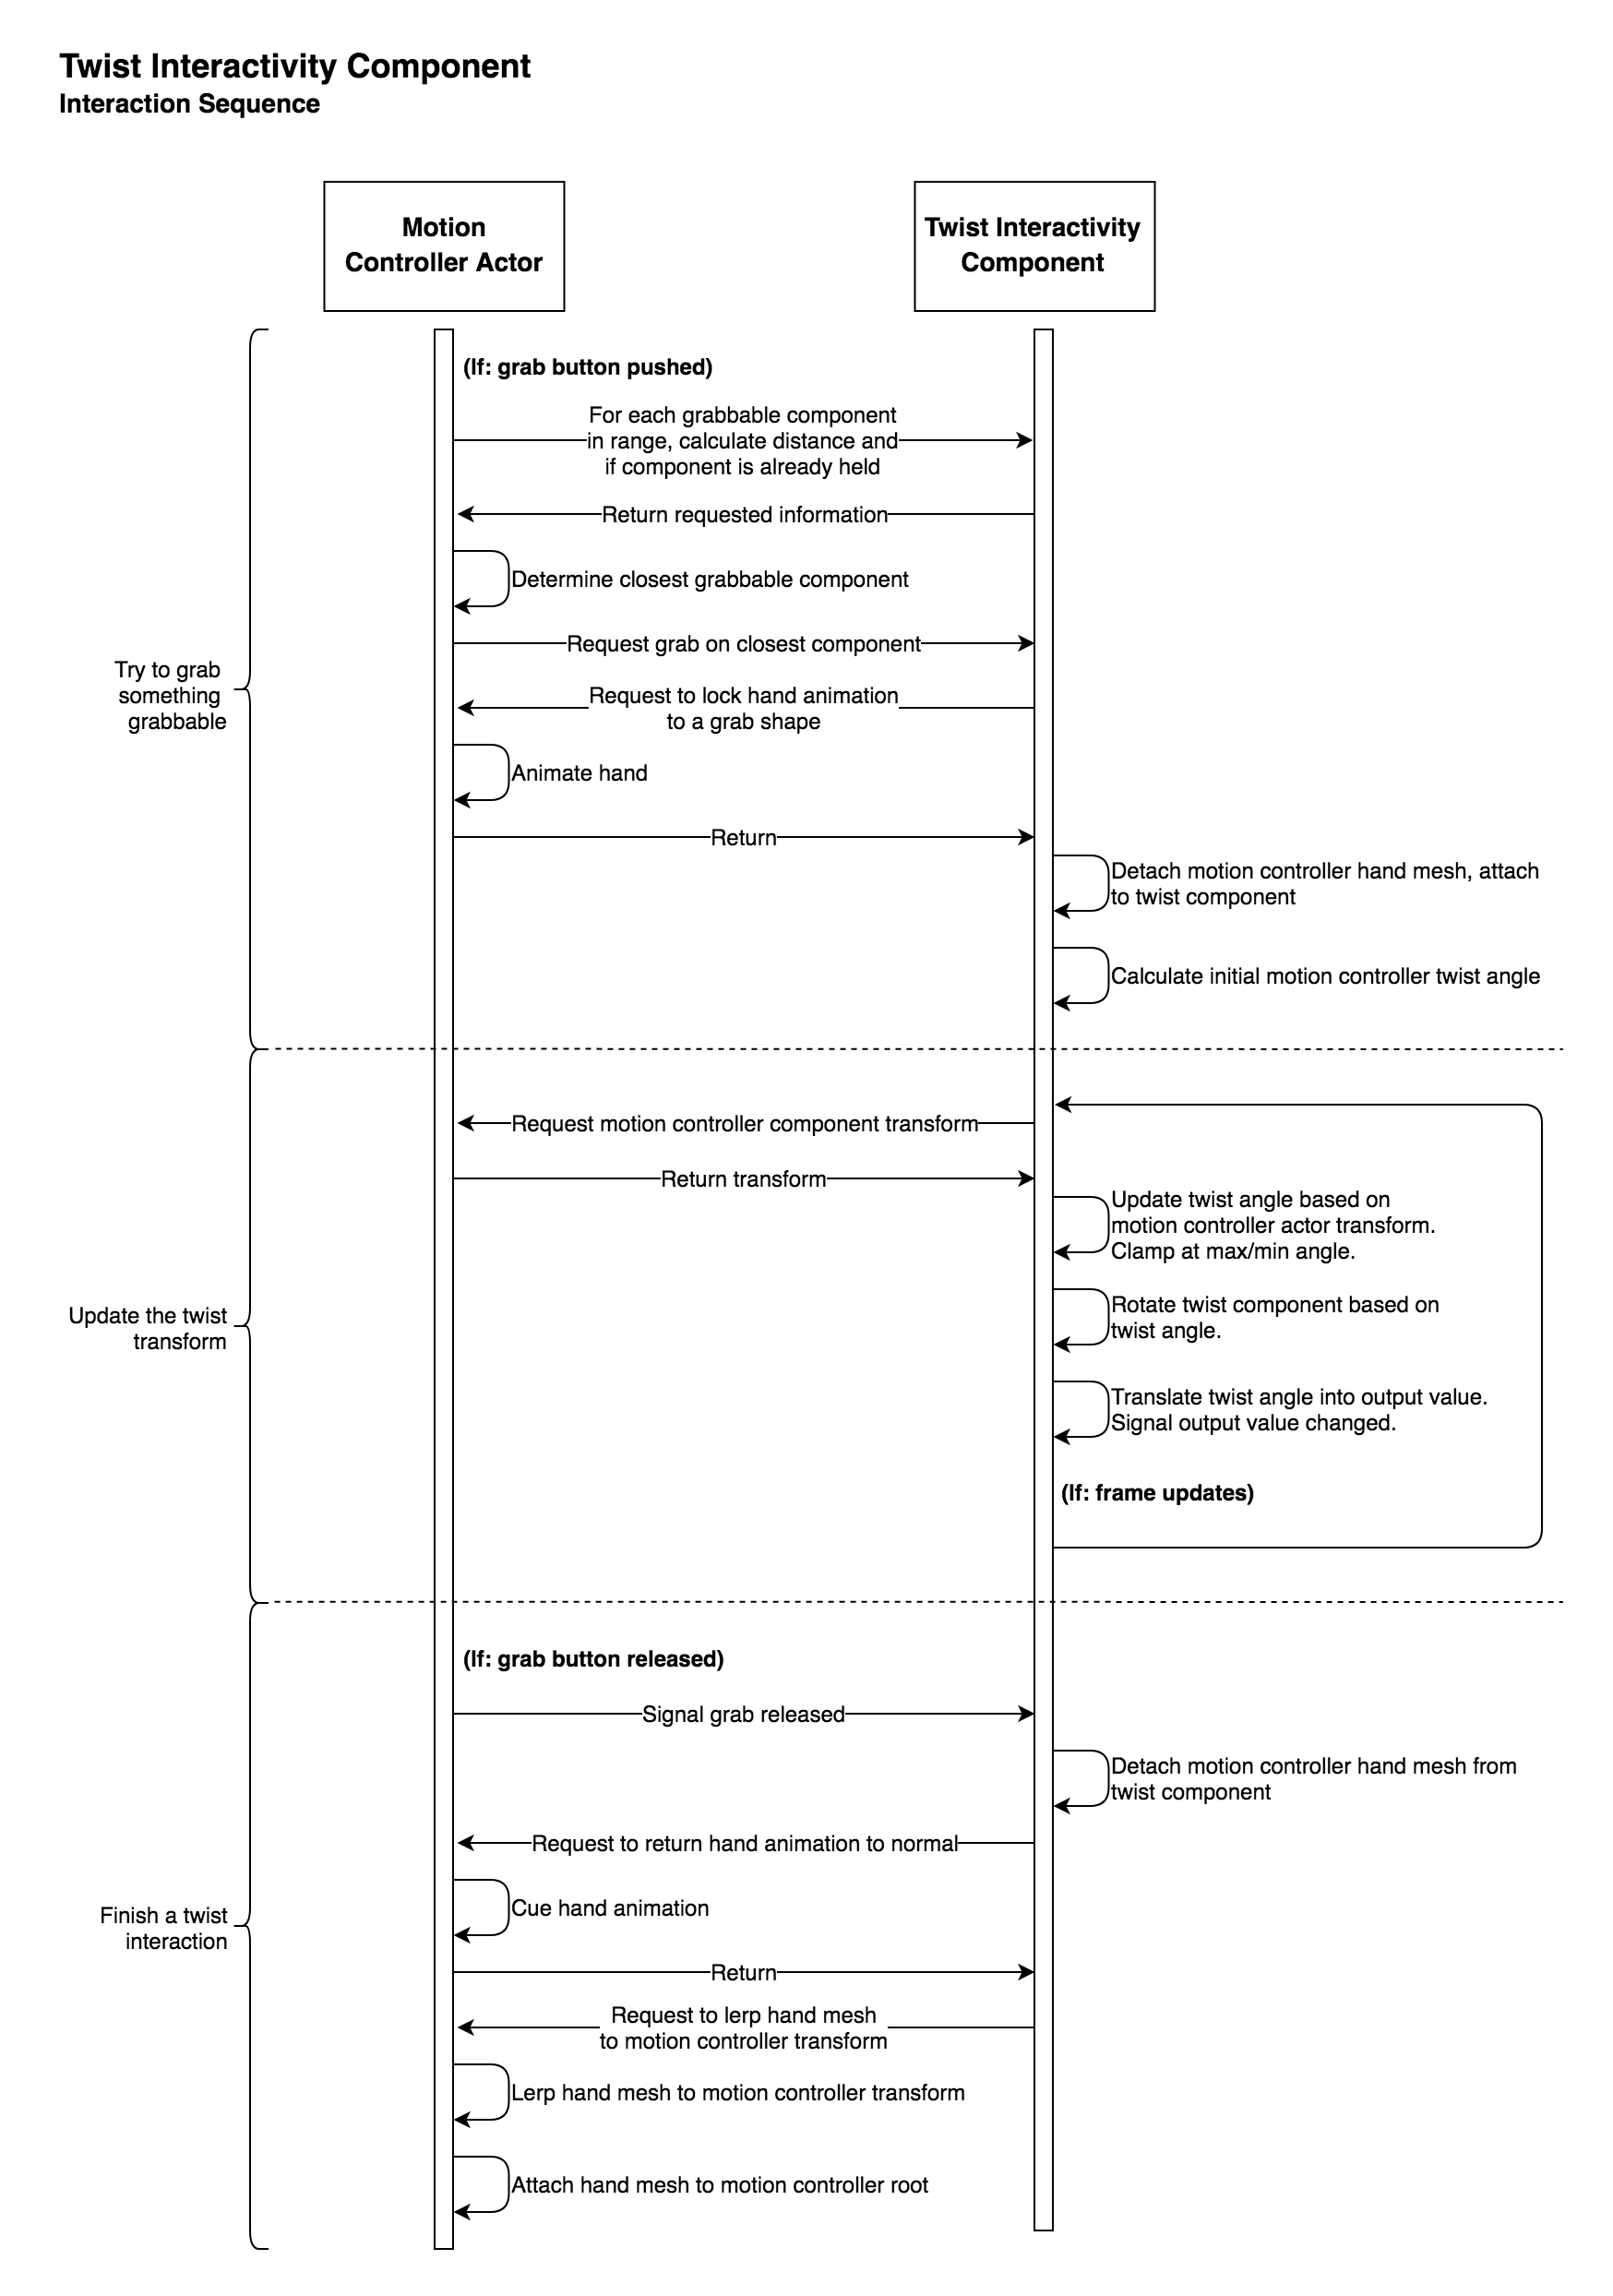 Twist Interactivity Component
Interaction Sequence
Motion
Controller Actor
Twist Interactivity
Component
(If: grab button pushed)
For each grabbable component
in range, calculate distance and
if component is already held
Return requested information
Determine closest grabbable component
Request grab on closest component
Try to grab
something
grabbable
Request to lock hand animation
to a grab shape
Animate hand
Return
Detach motion controller hand mesh, attach
to twist component
Calculate initial motion controller twist angle
Request motion controller component transform
Return transform
Update twist angle based on
motion controller actor transform.
Clamp at max/min angle.
Update the twist
transform
Rotate twist component based on
twist angle.
Translate twist angle into output value.
Signal output value changed.
(If: frame updates)
(If: grab button released)
Signal grab released
Detach motion controller hand mesh from
twist component
Request to return hand animation to normal
Cue hand animation
Finish a twist
interaction
Return
Request to lerp hand mesh
to motion controller transform
Lerp hand mesh to motion controller transform
Attach hand mesh to motion controller root